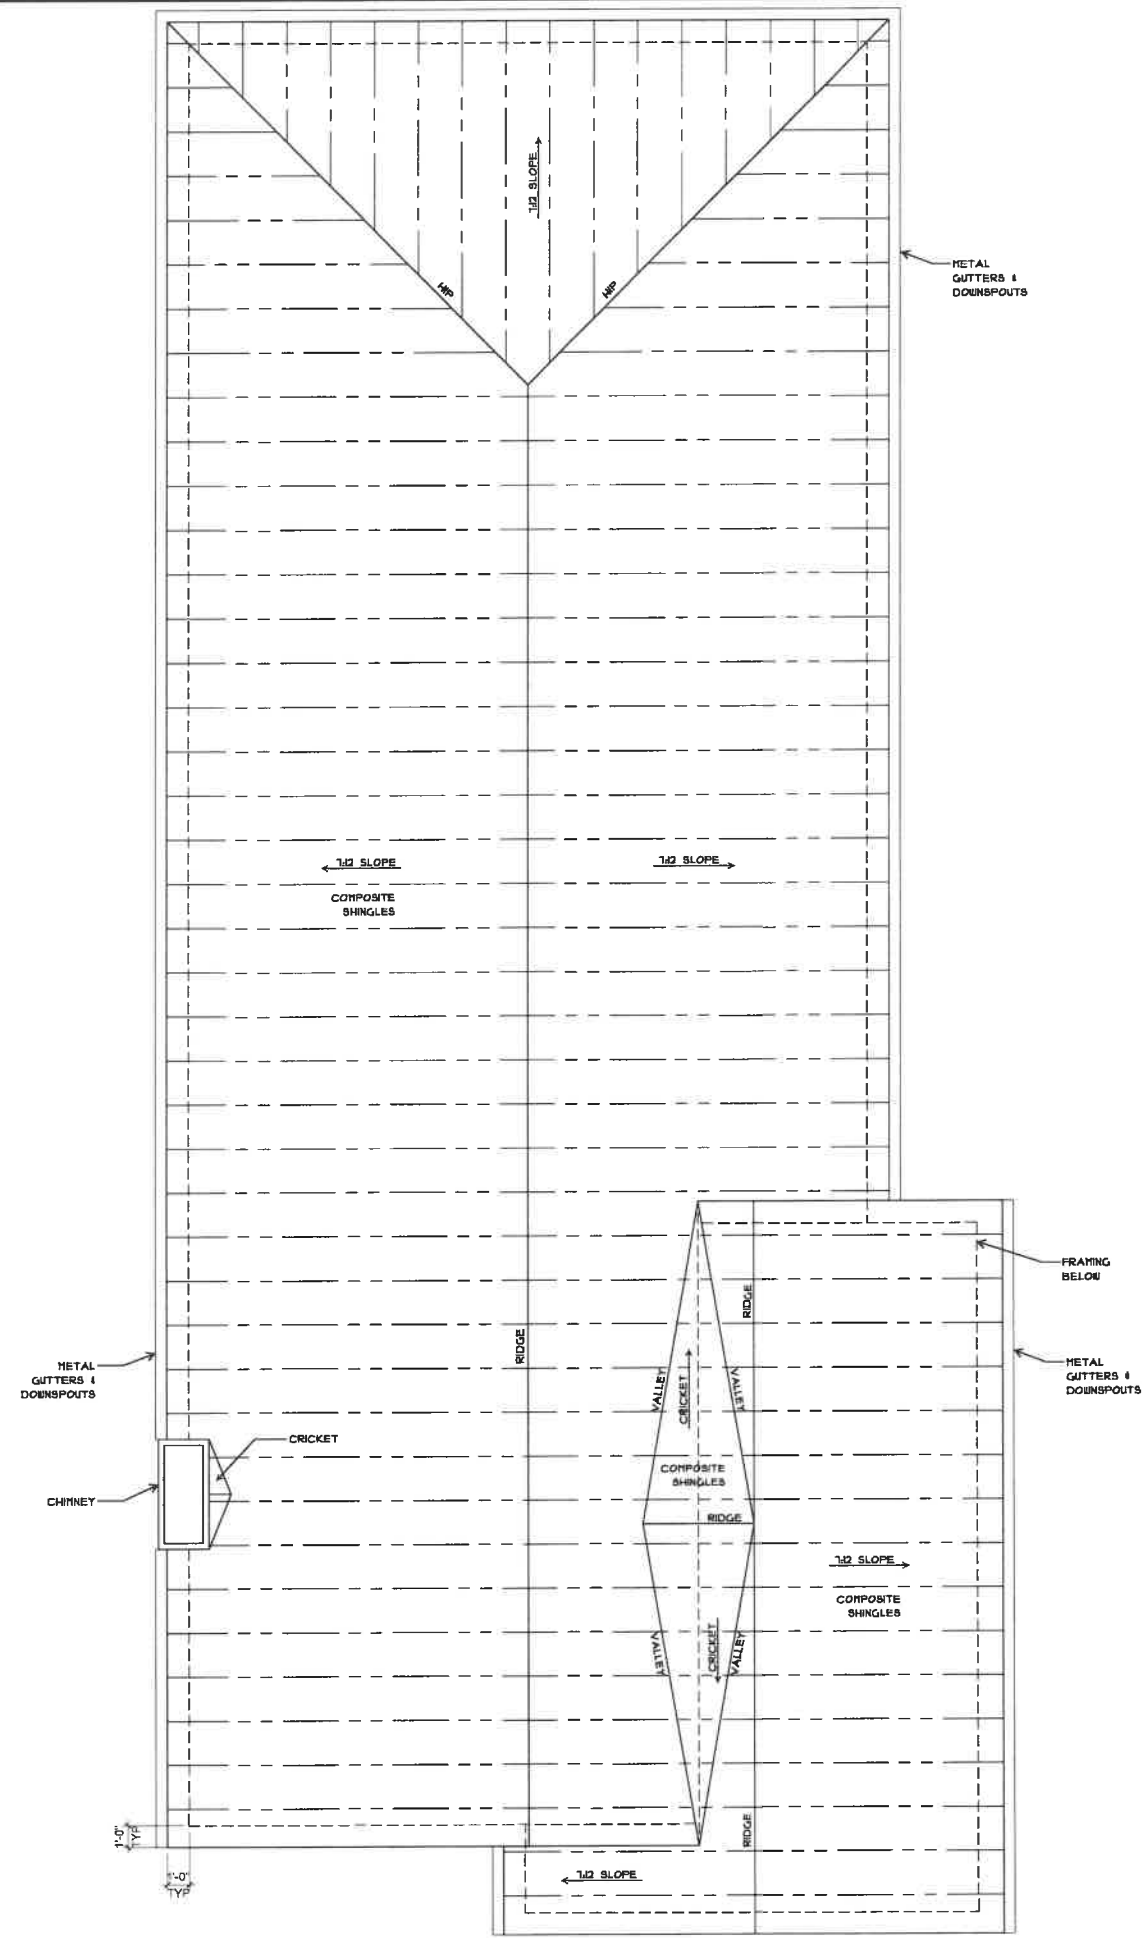 7:12 SLOPE
HIP
HIP
METAL
GUTTERS &
DOWNSPOUTS
7:12 SLOPE
COMPOSITE
SHINGLES
7:12 SLOPE
FRAMING
BELOW
RIDGE
RIDGE
METAL
GUTTERS &
DOWNSPOUTS
VALLEY
CRICKET
VALLEY
METAL
GUTTERS &
DOWNSPOUTS
CRICKET
CHIMNEY
COMPOSITE
SHINGLES
RIDGE
7:12 SLOPE
COMPOSITE
SHINGLES
VALLEY
CRICKET
VALLEY
RIDGE
1'-0"
TYP
1'-0"
TYP
7:12 SLOPE